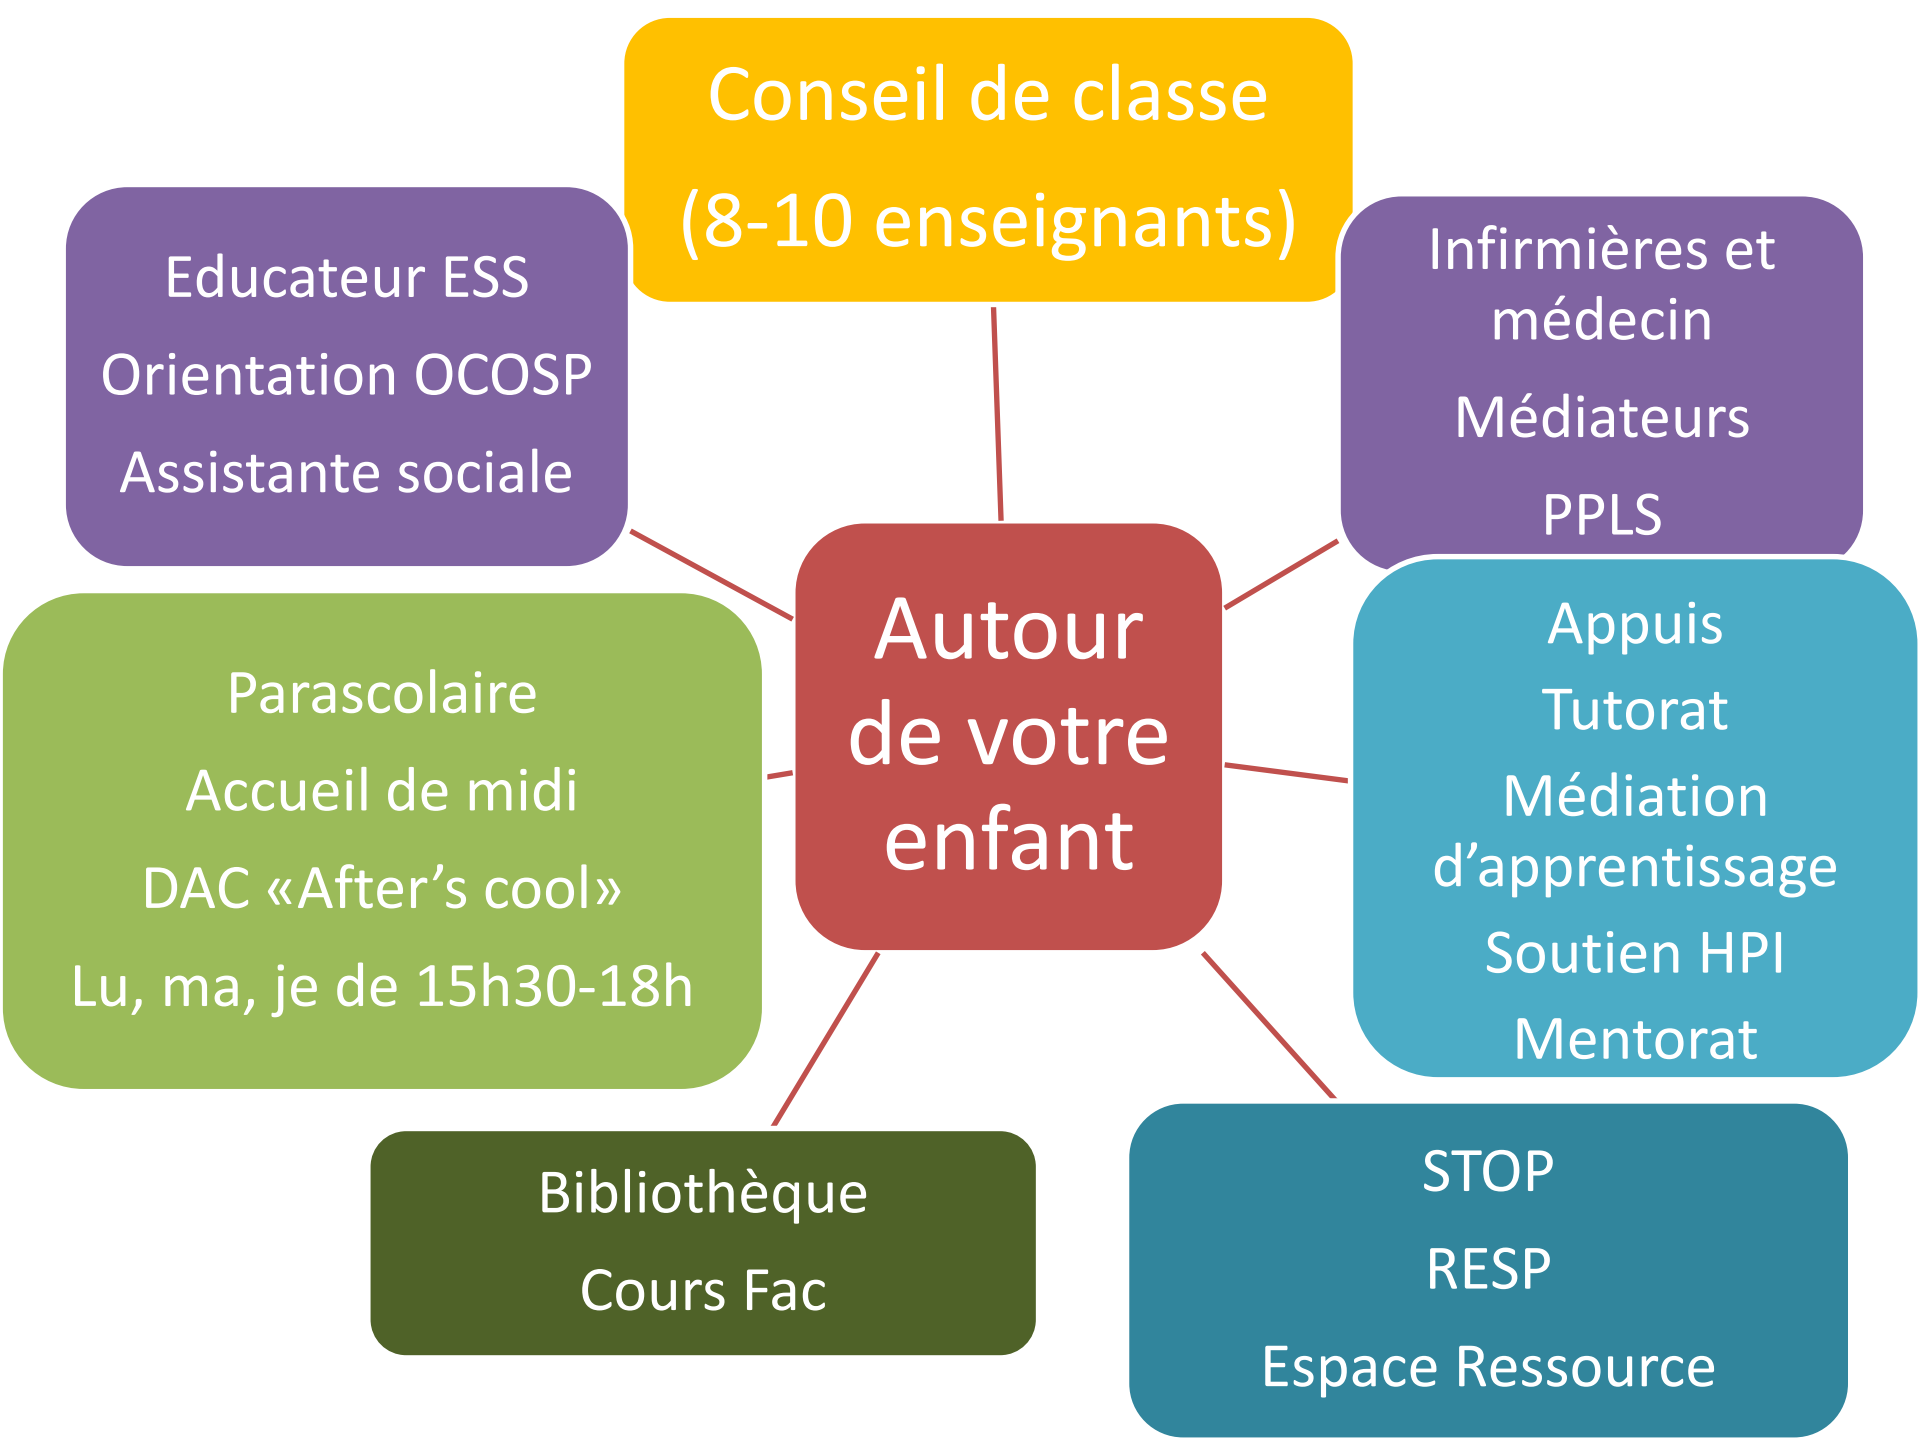 Conseil de classe
(8-10 enseignants)
Educateur ESS
Orientation OCOSP
Assistante sociale
Infirmières et
médecin
Médiateurs
PPLS
Autour
de votre
enfant
Parascolaire
Accueil de midi
DAC «After’s cool»
Lu, ma, je de 15h30-18h
Appuis
Tutorat
Médiation
d’apprentissage
Soutien HPI
Mentorat
Bibliothèque
Cours Fac
STOP
RESP
Espace Ressource